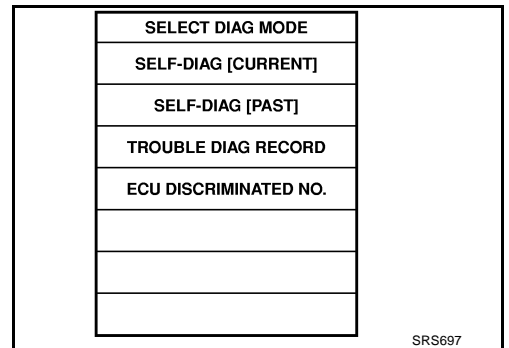 SELECT DIAG MODE
SELF-DIAG [CURRENT]
SELF-DIAG [PAST]
TROUBLE DIAG RECORD
ECU DISCRIMINATED NO.
SRS697